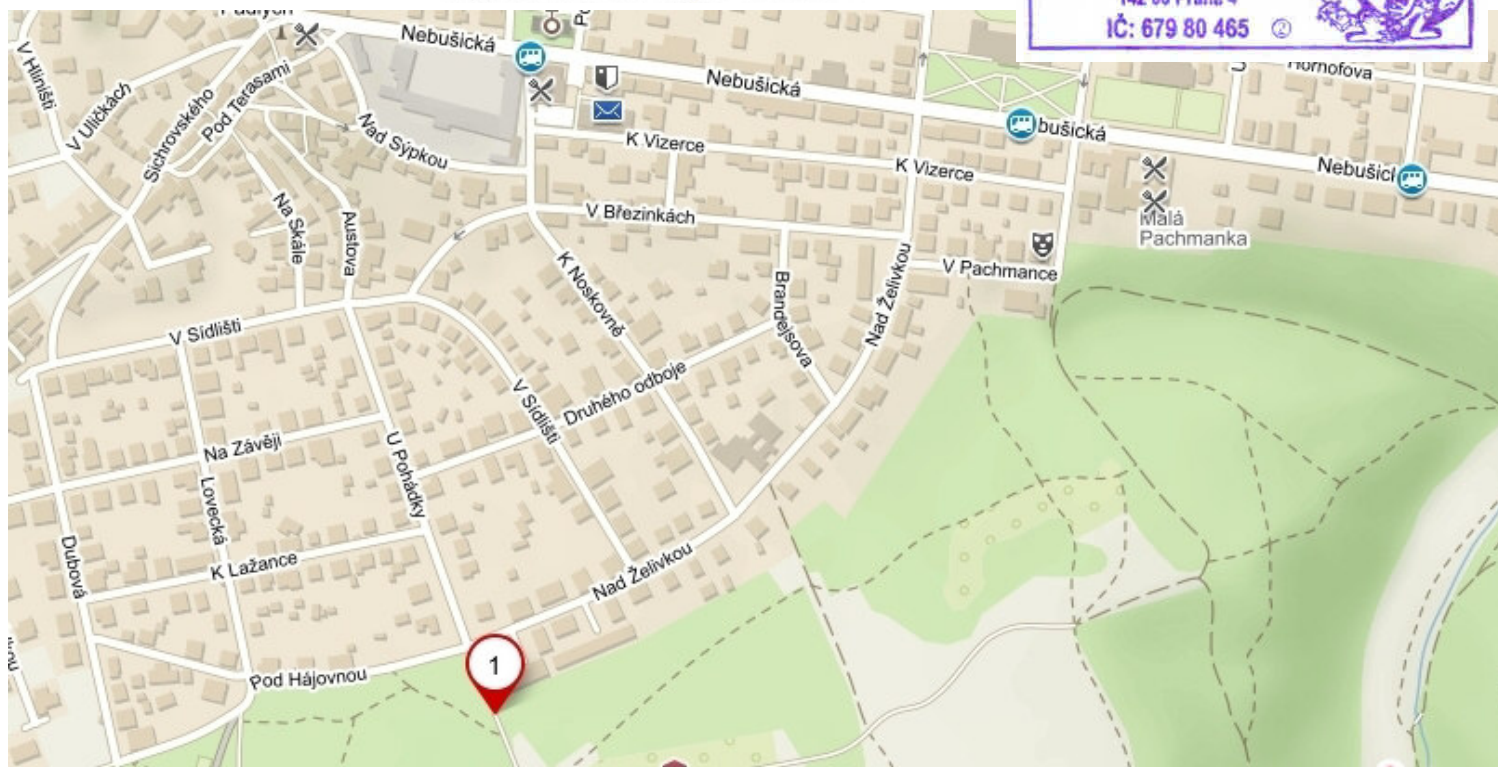 Nebušická
IČ: 679 80 465 ②
Hornofova
V Hliništi
V Uličkách
Sichrovského
Pod Terasami
Nad Sýpkou
Nebušická
bušická
K Vizerce
K Vizerce
Nebušick
Na Skále
Austova
V Březinkách
Malá
Pachmanka
V Pachmance
K Noskovně
Brandejsova
Nad Želivkou
V Sídlišti
V Sídlišti
Druhého odboje
Na Závěji
U Pohádky
Lovecká
Dubová
K Lažance
Nad Želivkou
1
Pod Hájovnou